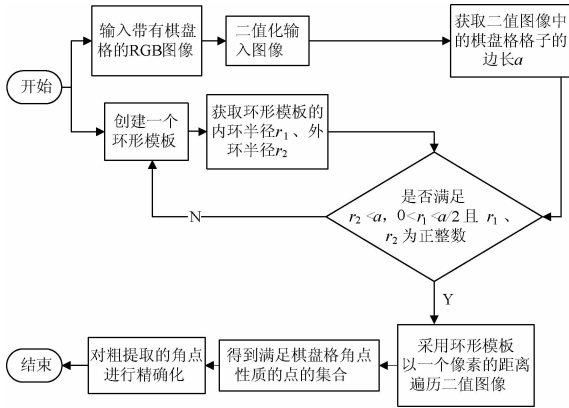 输入带有棋盘
格的RGB图像
二值化输
入图像
获取二值图像中
的棋盘格格子的
边长a
开始
创建一个
环形模板
获取环形模板的
内环半径r₁、外
环半径r₂
是否满足
r₂<a，0<r₁<a/2 且 r₁、
r₂ 为正整数
N
Y
采用环形模板
以一个像素的距离
遍历二值图像
得到满足棋盘格角点
性质的点的集合
对粗提取的角点
进行精确化
结束